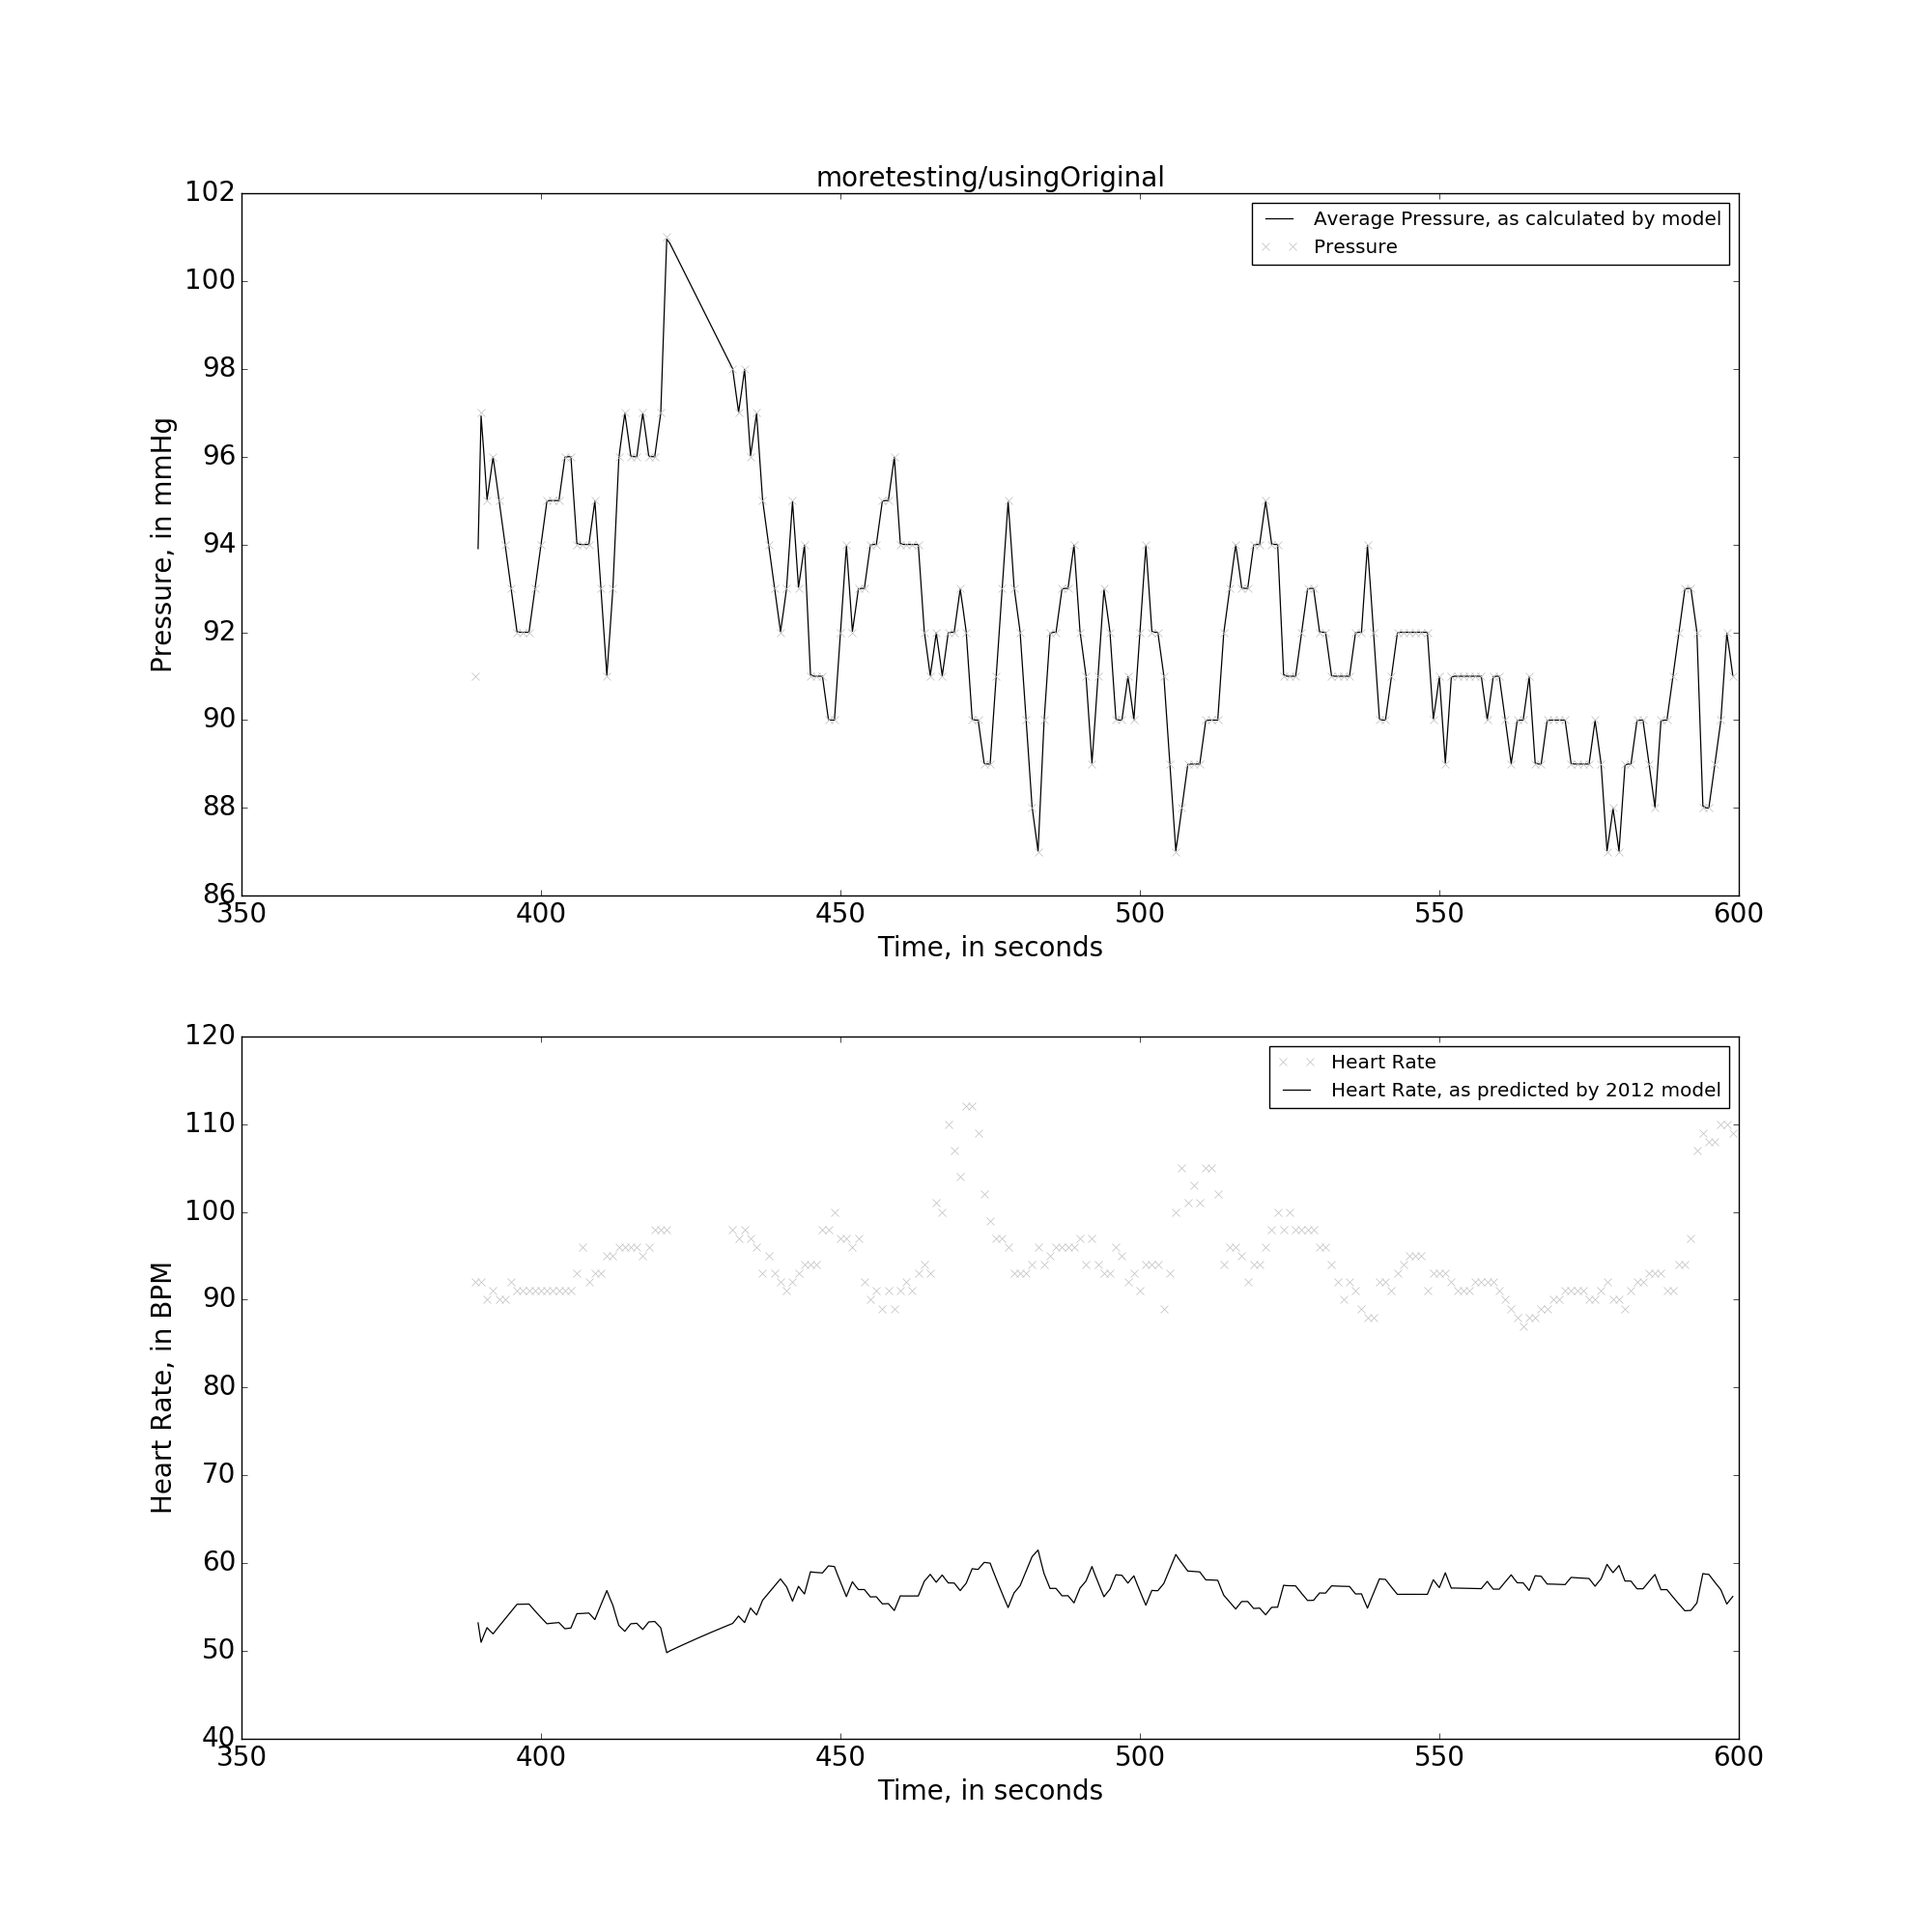 moretesting/usingOriginal
102
100
98
96
94
92
90
88
86
Pressure, in mmHg
Average Pressure, as calculated by model
Pressure
350 400 450 500 550 600
Time, in seconds
120
110
100
90
80
70
60
50
40
Heart Rate, in BPM
Heart Rate
Heart Rate, as predicted by 2012 model
350 400 450 500 550 600
Time, in seconds